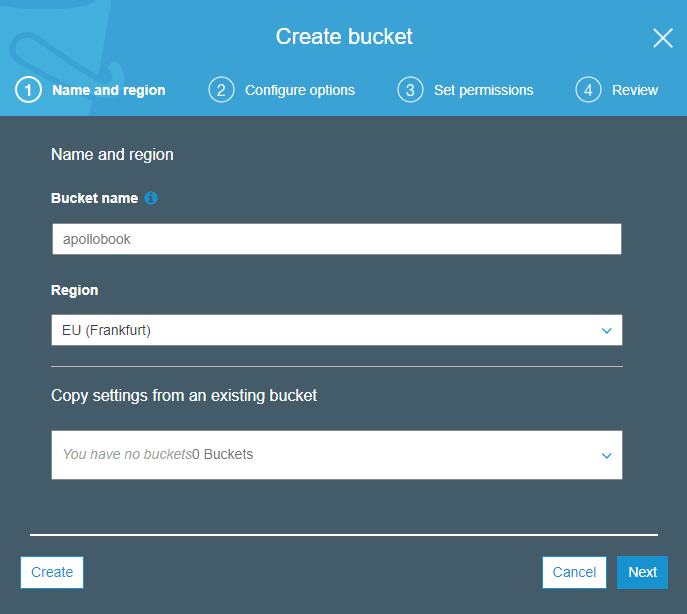 Create bucket
1 Name and region 2 Configure options 3 Set permissions 4 Review
Name and region
Bucket name i
apollobook
Region
EU (Frankfurt)
Copy settings from an existing bucket
You have no buckets0 Buckets
Create Cancel Next